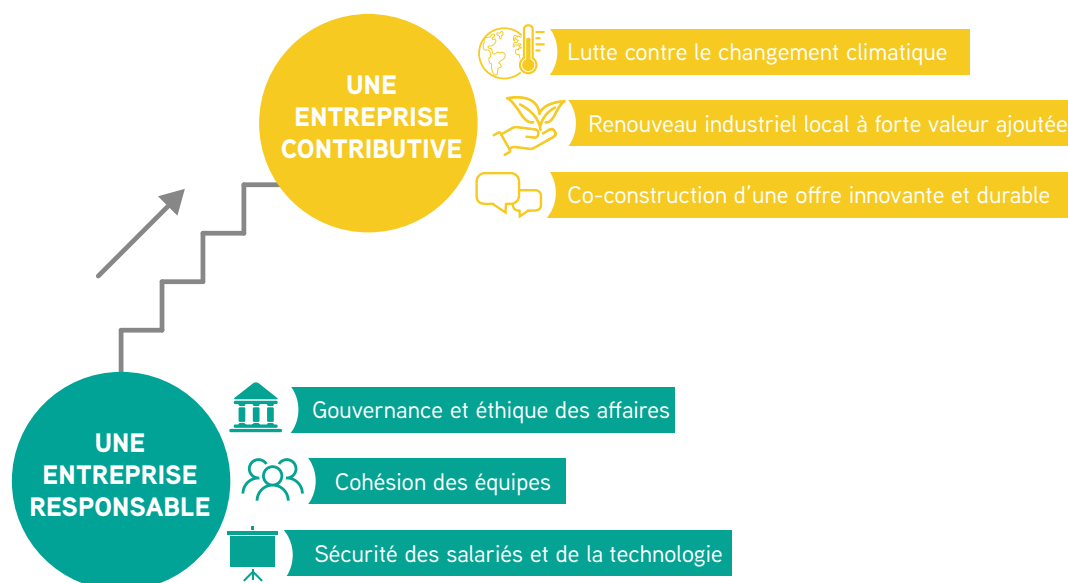 UNE
ENTREPRISE
CONTRIBUTIVE
Lutte contre le changement climatique
Renouveau industriel local à forte valeur ajoutée
Co-construction d’une offre innovante et durable
UNE
ENTREPRISE
RESPONSABLE
Gouvernance et éthique des affaires
Cohésion des équipes
Sécurité des salariés et de la technologie